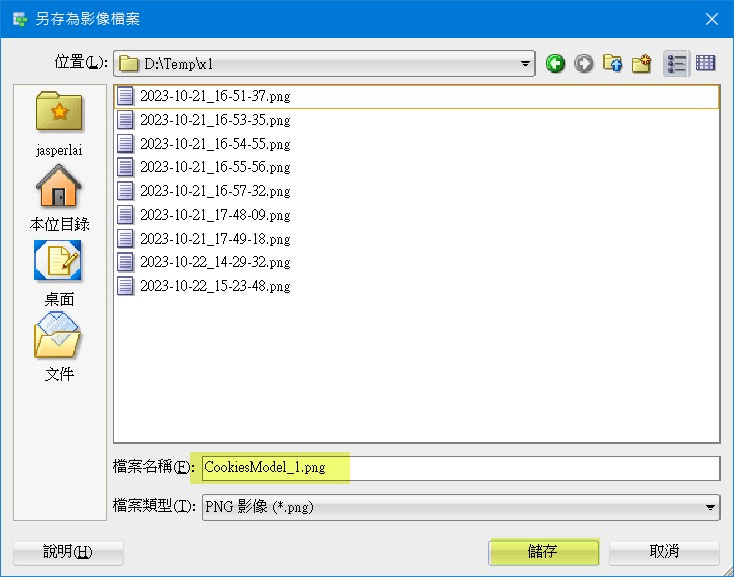 另存為影像檔案
位置(L):
D:\Temp\x1
jasperlai
本位目錄
桌面
文件
2023-10-21_16-51-37.png
2023-10-21_16-53-35.png
2023-10-21_16-54-55.png
2023-10-21_16-55-56.png
2023-10-21_16-57-32.png
2023-10-21_17-48-09.png
2023-10-21_17-49-18.png
2023-10-22_14-29-32.png
2023-10-22_15-23-48.png
檔案名稱(F): CookiesModel_1.png
檔案類型(T): PNG 影像 (*.png)
說明(H) 儲存 取消